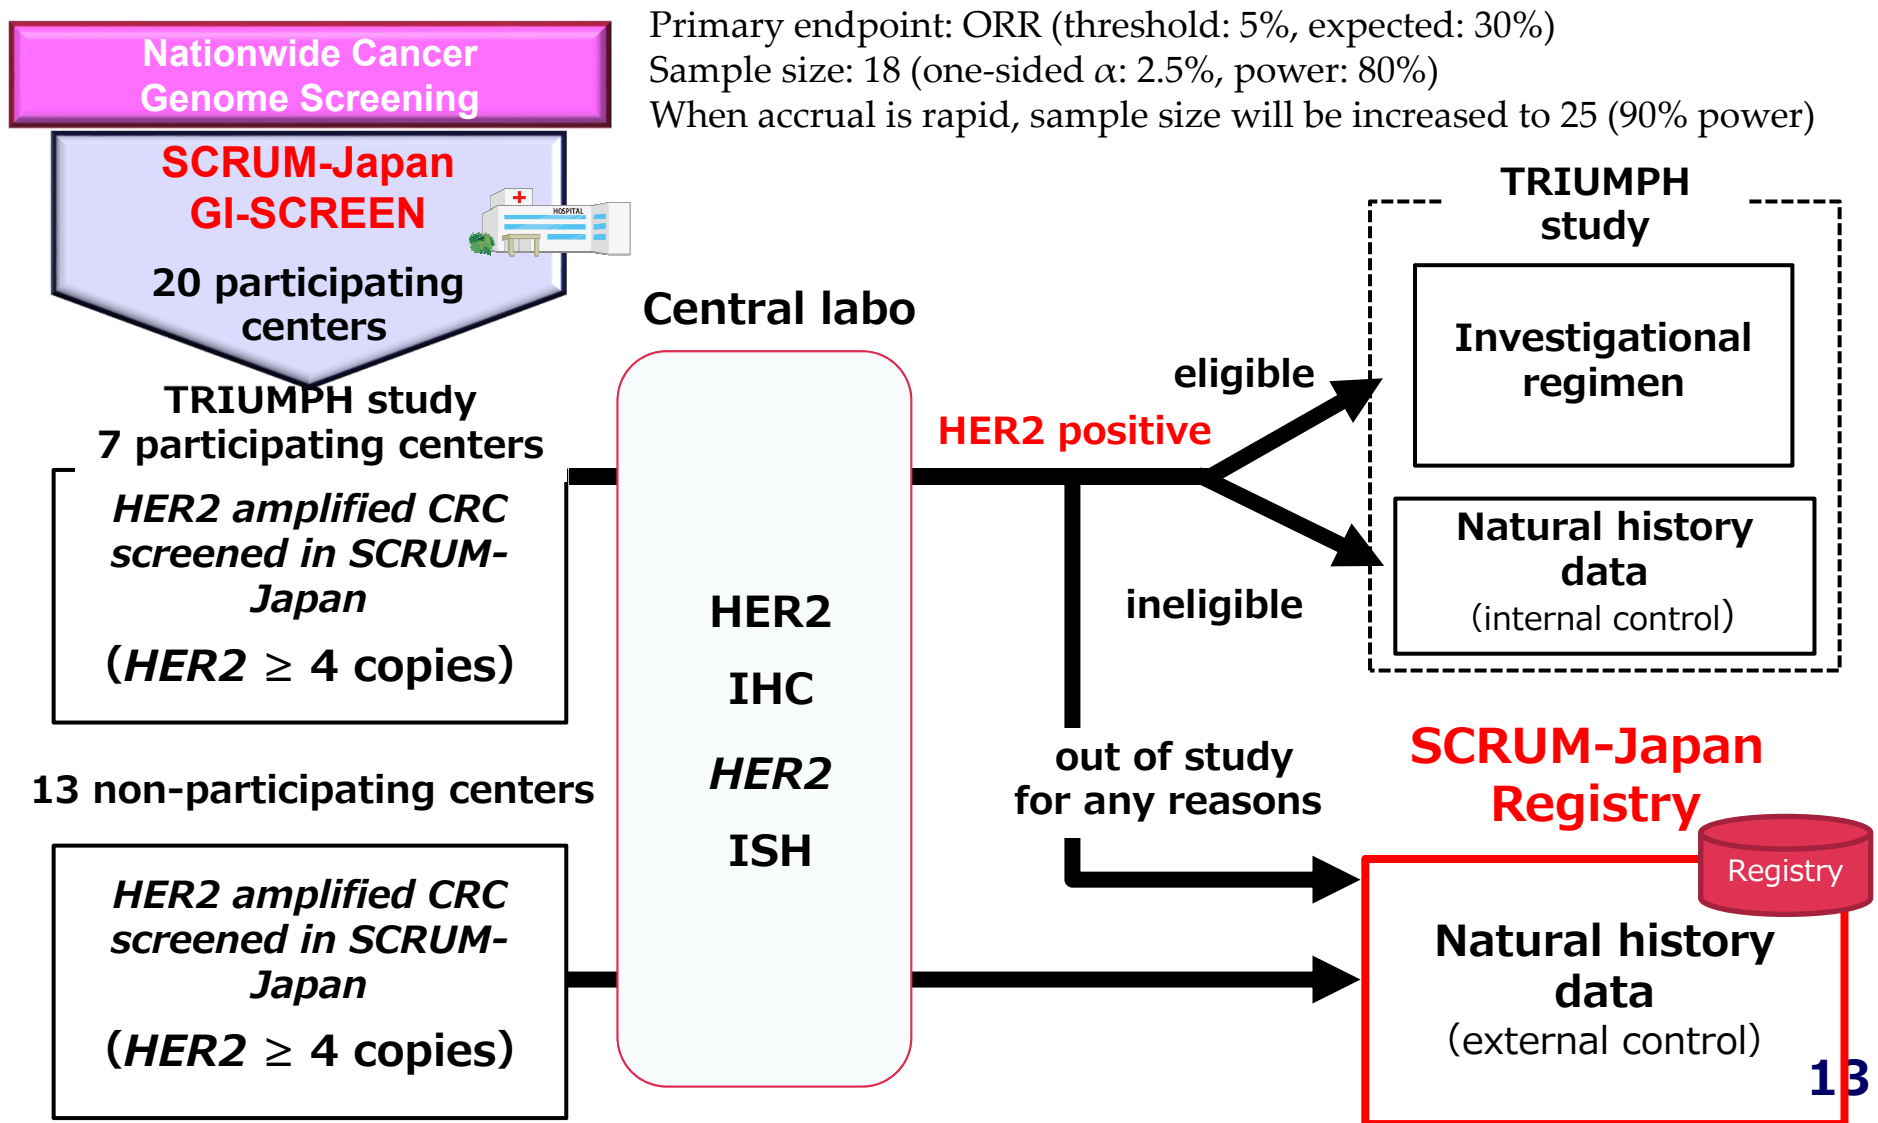 Nationwide Cancer
Genome Screening
Primary endpoint: ORR (threshold: 5%, expected: 30%)
Sample size: 18 (one-sided α: 2.5%, power: 80%)
When accrual is rapid, sample size will be increased to 25 (90% power)
SCRUM-Japan
GI-SCREEN
HOSPITAL
20 participating
centers
TRIUMPH study
7 participating centers
HER2 amplified CRC
screened in SCRUM-
Japan
(HER2 ≥ 4 copies)
13 non-participating centers
HER2 amplified CRC
screened in SCRUM-
Japan
(HER2 ≥ 4 copies)
Central labo
HER2
IHC
HER2
ISH
HER2 positive
eligible
ineligible
out of study
for any reasons
TRIUMPH
study
Investigational
regimen
Natural history
data
(internal control)
SCRUM-Japan
Registry
Registry
Natural history
data
(external control)
13